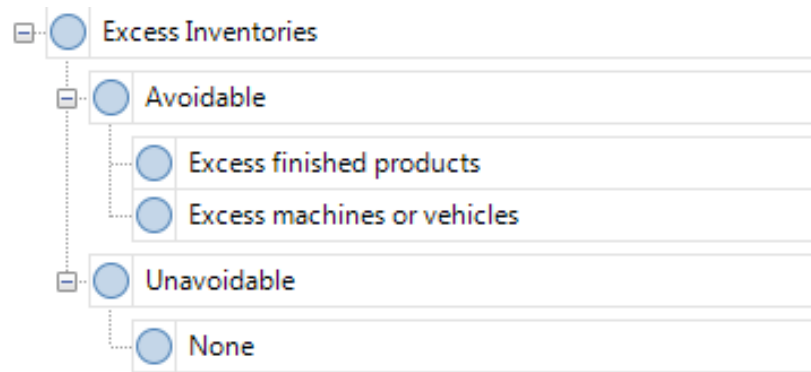 Excess Inventories
Avoidable
Excess finished products
Excess machines or vehicles
Unavoidable
None